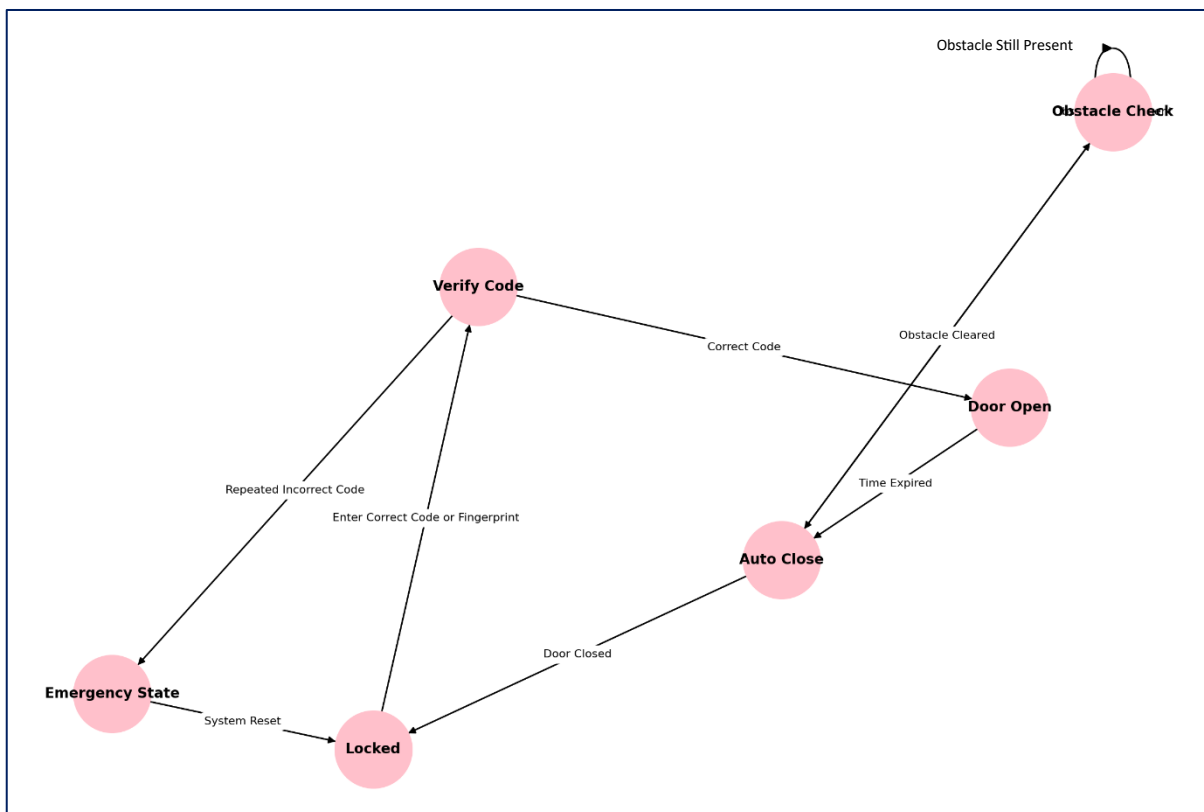 Obstacle Still Present
Obstacle Check
Verify Code
Obstacle Cleared
Correct Code
Door Open
Time Expired
Repeated Incorrect Code
Enter Correct Code or Fingerprint
Auto Close
Door Closed
Emergency State
System Reset
Locked